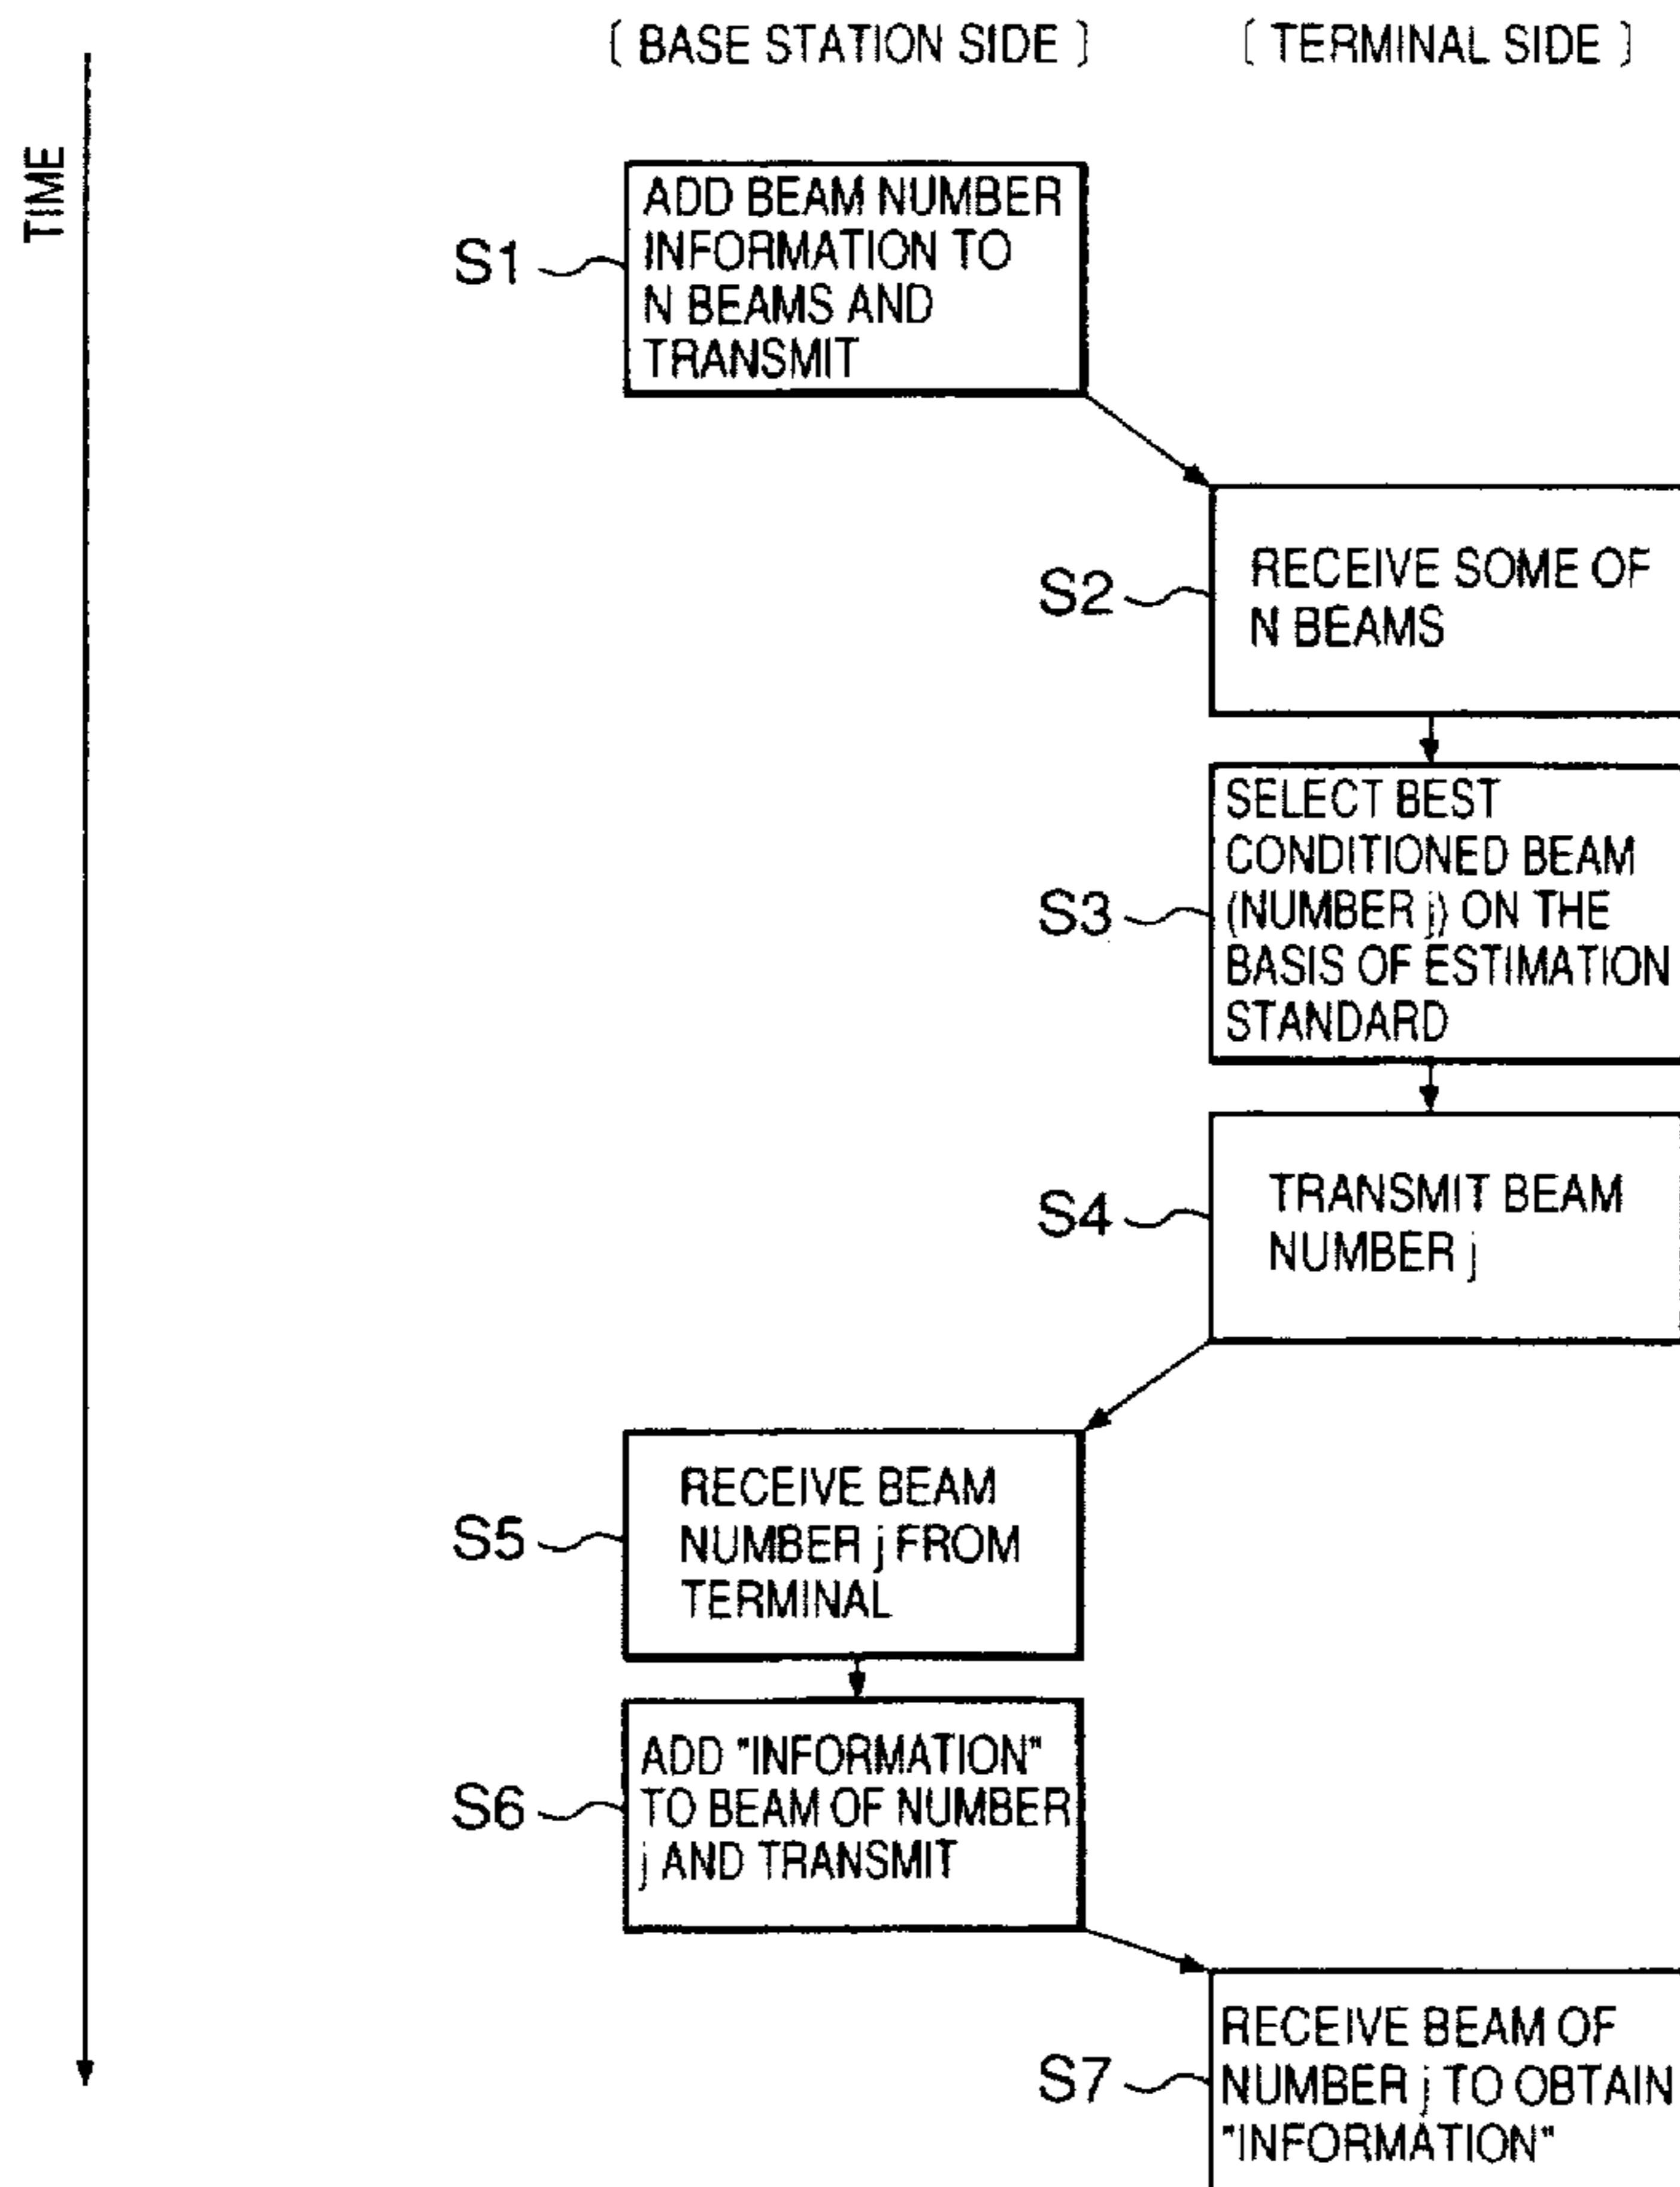 [ BASE STATION SIDE ]
[ TERMINAL SIDE ]
TIME
S1
ADD BEAM NUMBER
INFORMATION TO
N BEAMS AND
TRANSMIT
S2
RECEIVE SOME OF
N BEAMS
S3
SELECT BEST
CONDITIONED BEAM
(NUMBER j) ON THE
BASIS OF ESTIMATION
STANDARD
S4
TRANSMIT BEAM
NUMBER j
S5
RECEIVE BEAM
NUMBER j FROM
TERMINAL
S6
ADD "INFORMATION"
TO BEAM OF NUMBER
j AND TRANSMIT
S7
RECEIVE BEAM OF
NUMBER j TO OBTAIN
"INFORMATION"